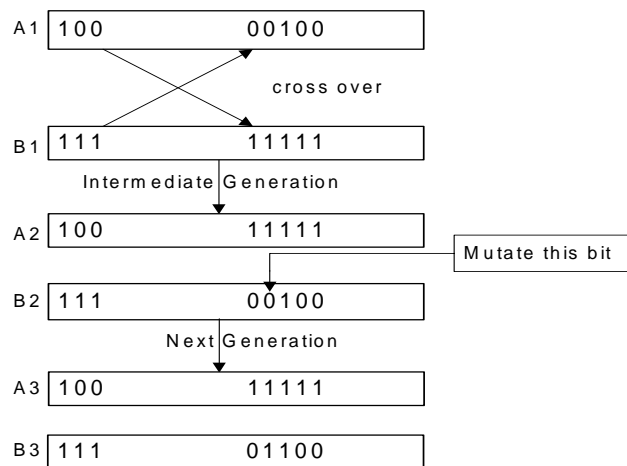 A1 100 00100
cross over
B1 111 11111
Intermediate Generation
A2 100 11111
Mutate this bit
B2 111 00100
Next Generation
A3 100 11111
B3 111 01100